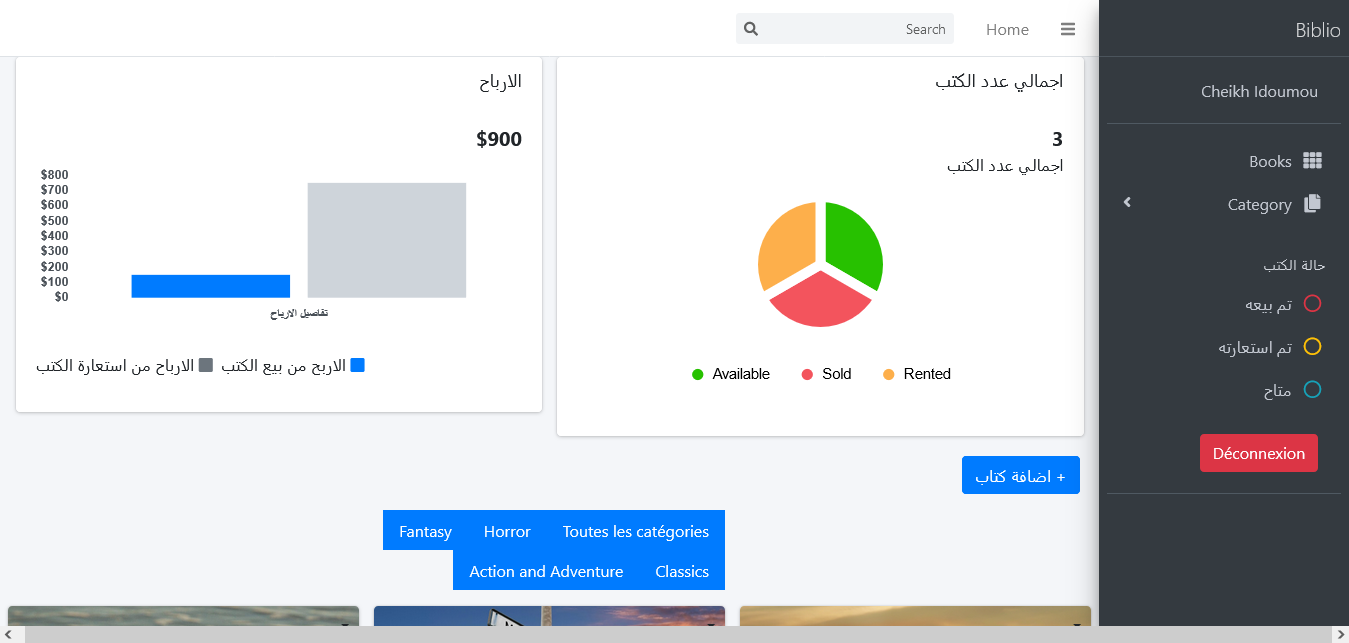 Biblio
Cheikh Idoumou
Books
Category
حالة الكتب
تم بيعه
تم استعارته
متاح
Déconnexion
Home
Search
اجمالي عدد الكتب
3
اجمالي عدد الكتب
Available
Sold
Rented
الارباح
$900
$800
$700
$600
$500
$400
$300
$200
$100
$0
تفاصيل الارباح
الاربح من بيع الكتب
الارباح من استعارة الكتب
+ اضافة كتاب
Toutes les catégories
Horror
Fantasy
Classics
Action and Adventure